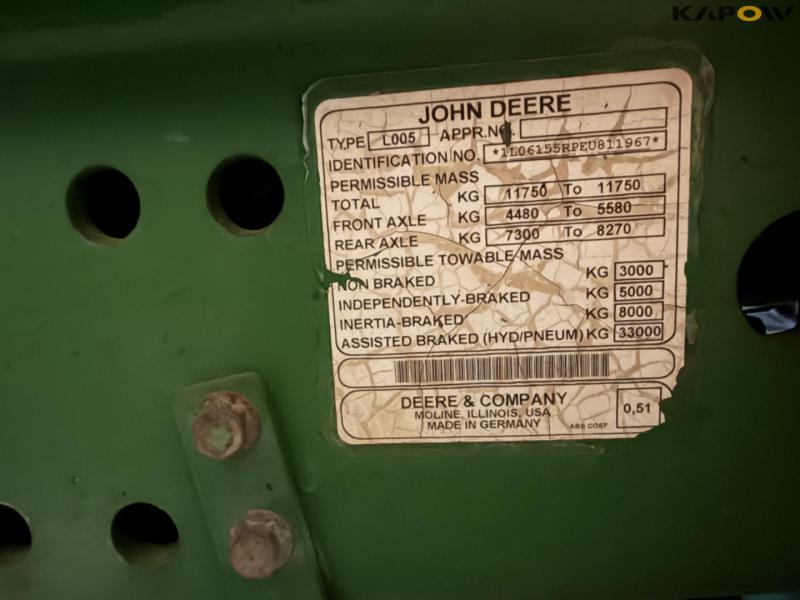 KAPOW
JOHN DEERE
TYPE L005 APPR.NO.
IDENTIFICATION NO. *1L06155RPEU811967*
PERMISSIBLE MASS
TOTAL KG 11750 To 11750
FRONT AXLE KG 4480 To 5580
REAR AXLE KG 7300 To 8270
PERMISSIBLE TOWABLE MASS
NON BRAKED KG 3000
INDEPENDENTLY-BRAKED KG 5000
INERTIA-BRAKED KG 8000
ASSISTED BRAKED (HYD/PNEUM) KG 33000
DEERE & COMPANY
MOLINE, ILLINOIS, USA
MADE IN GERMANY
ABS COEF 0,51